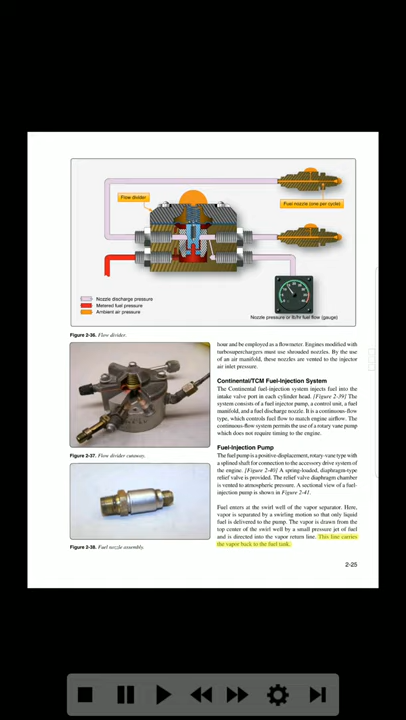 Flow divider
Fuel nozzle (one per cycle)
Nozzle discharge pressure
Metered fuel pressure
Ambient air pressure
Nozzle pressure or lb/hr fuel flow (gauge)
Figure 2-36. Flow divider.
Figure 2-37. Flow divider cutaway.
Figure 2-38. Fuel nozzle assembly.
hour and be employed as a flowmeter. Engines modified with
turbosuperchargers must use shrouded nozzles. By the use
of an air manifold, these nozzles are vented to the injector
air inlet pressure.
Continental/TCM Fuel-Injection System
The Continental fuel-injection system injects fuel into the
intake valve port in each cylinder head. [Figure 2-39] The
system consists of a fuel injector pump, a control unit, a fuel
manifold, and a fuel discharge nozzle. It is a continuous-flow
type, which controls fuel flow to match engine airflow. The
continuous-flow system permits the use of a rotary vane pump
which does not require timing to the engine.
Fuel-Injection Pump
The fuel pump is a positive-displacement, rotary-vane type with
a splined shaft for connection to the accessory drive system of
the engine. [Figure 2-40] A spring-loaded, diaphragm-type
relief valve is provided. The relief valve diaphragm chamber
is vented to atmospheric pressure. A sectional view of a fuel-
injection pump is shown in Figure 2-41.
Fuel enters at the swirl well of the vapor separator. Here,
vapor is separated by a swirling motion so that only liquid
fuel is delivered to the pump. The vapor is drawn from the
top center of the swirl well by a small pressure jet of fuel
and is directed into the vapor return line. This line carries
the vapor back to the fuel tank.
2-25